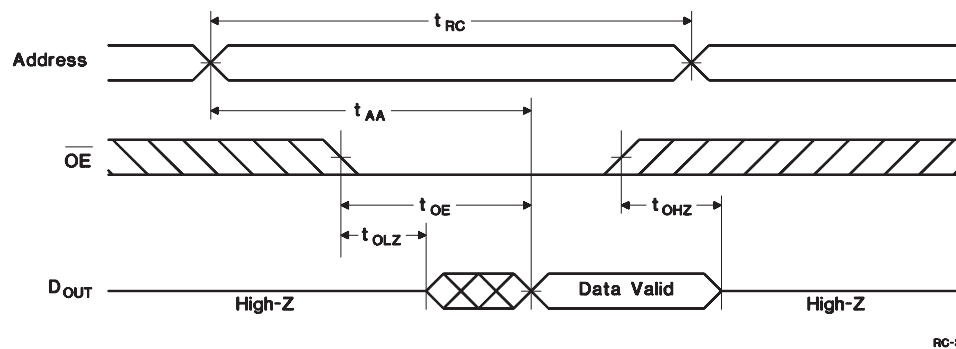 t RC
Address
t AA
OE
t OE
t OHZ
t OLZ
D OUT
Data Valid
High-Z
High-Z